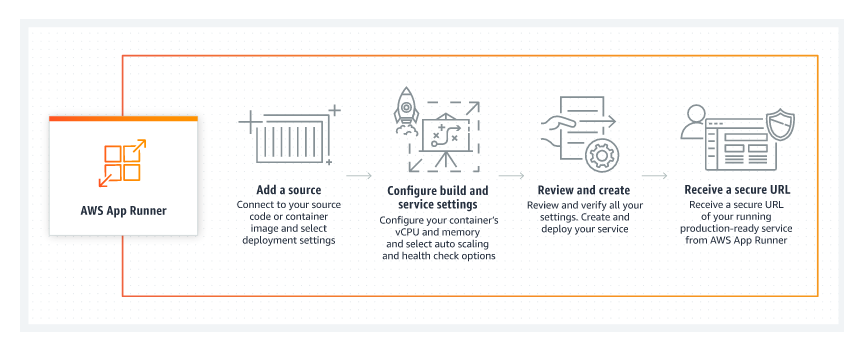 AWS App Runner
Add a source
Connect to your source
code or container
image and select
deployment settings
Configure build and
service settings
Configure your container's
vCPU and memory
and select auto scaling
and health check options
Review and create
Review and verify all your
settings. Create and
deploy your service
Receive a secure URL
Receive a secure URL
of your running
production-ready service
from AWS App Runner